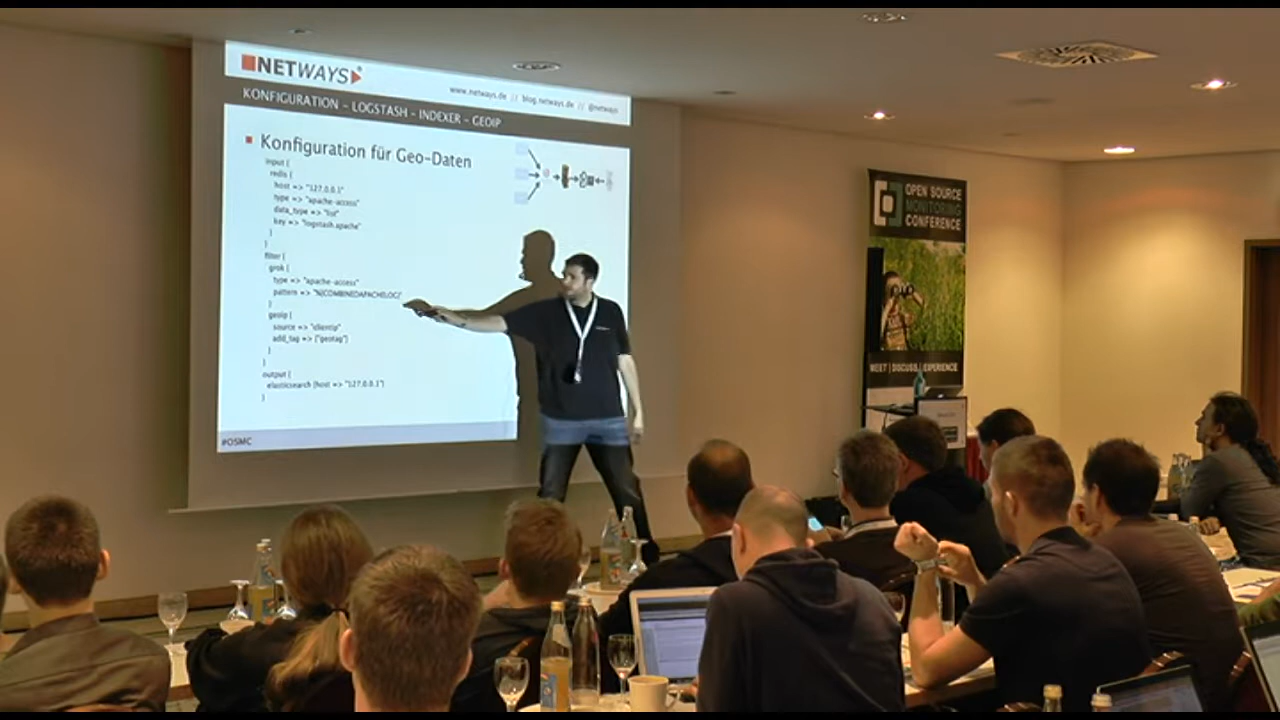 NETWAYS
www.netways.de // blog.netways.de // @netways
KONFIGURATION - LOGSTASH - INDEXER - GEOIP
Konfiguration für Geo-Daten
input {
redis {
host => "127.0.0.1"
type => "apache-access"
data_type => "list"
key => "logstash.apache"
}
}
filter {
grok {
type => "apache-access"
pattern => "%{COMBINEDAPACHELOG}"
}
geoip {
source => "clientip"
add_tag => ["geotag"]
}
}
output {
elasticsearch {host => "127.0.0.1"}
}
#OSMC
OPEN SOURCE
MONITORING
CONFERENCE
MEET | DISCUSS | EXPERIENCE